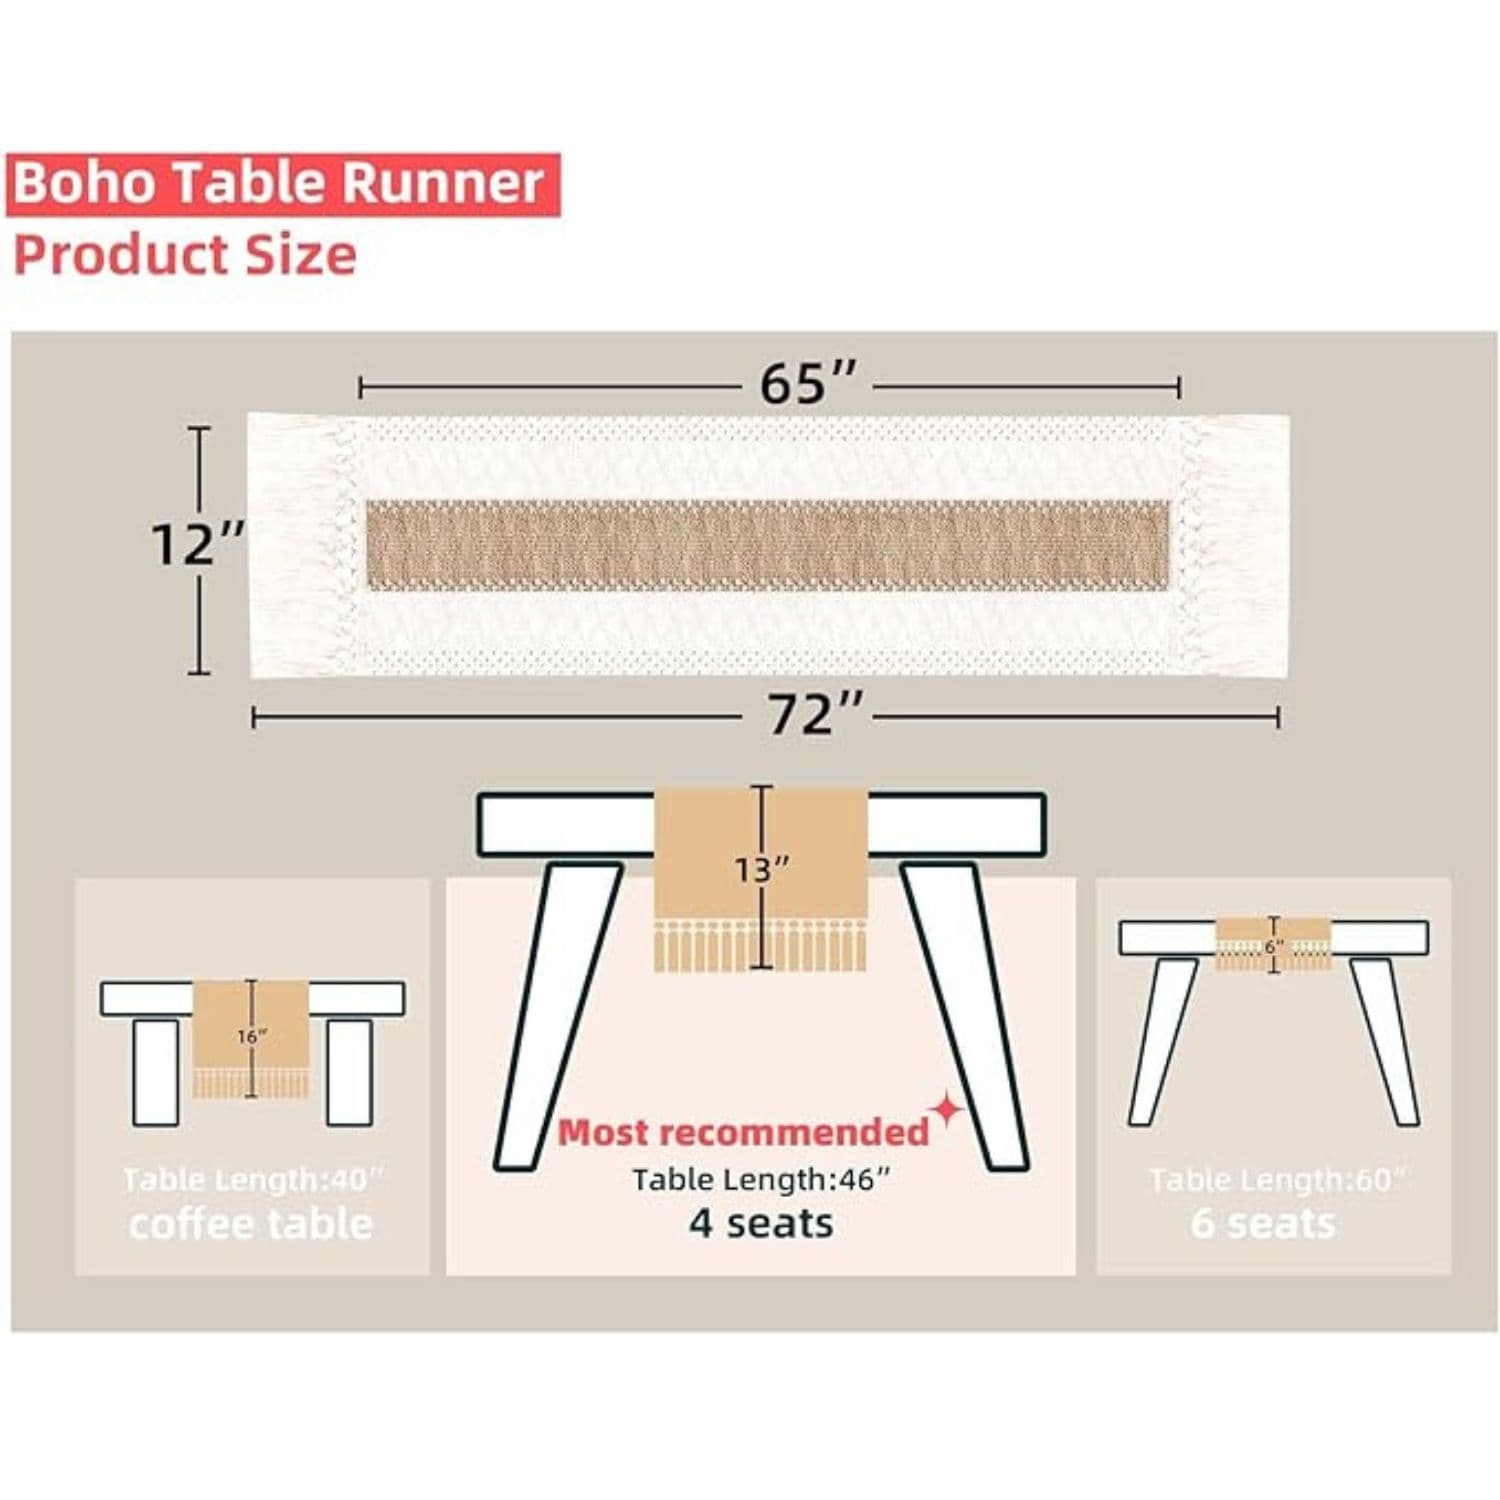 Boho Table Runner
Product Size
65”
12”
72”
13”
16”
6”
Most recommended
Table Length:40”
coffee table
Table Length:46”
4 seats
Table Length:60”
6 seats